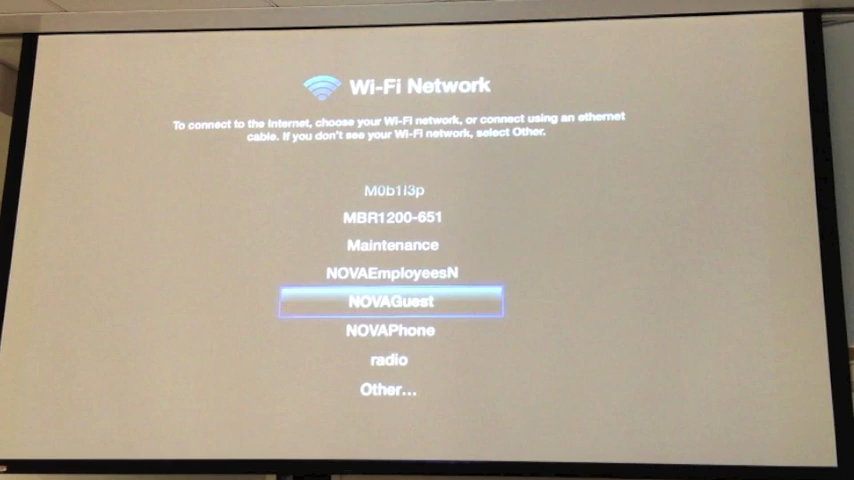 Wi-Fi Network
To connect to the Internet, choose your Wi-Fi network, or connect using an ethernet
cable. If you don't see your Wi-Fi network, select Other.
M0b1l3p
MBR1200-651
Maintenance
NOVAEmployeesN
NOVAGuest
NOVAPhone
radio
Other...